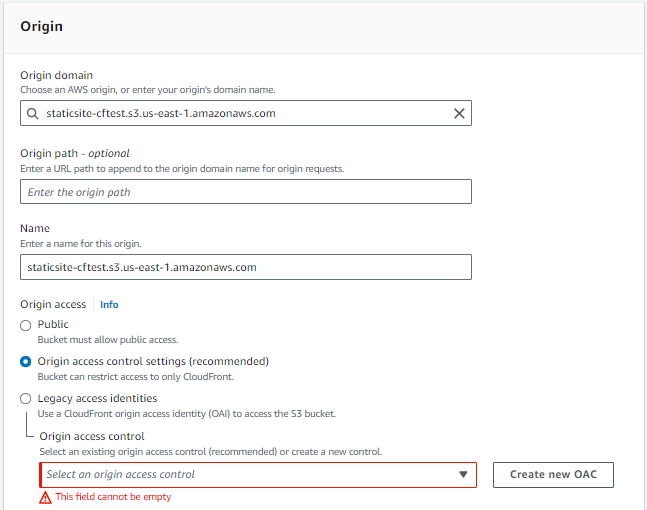 Origin
Origin domain
Choose an AWS origin, or enter your origin's domain name.
staticsite-cftest.s3.us-east-1.amazonaws.com
Origin path - optional
Enter a URL path to append to the origin domain name for origin requests.
Enter the origin path
Name
Enter a name for this origin.
staticsite-cftest.s3.us-east-1.amazonaws.com
Origin access Info
Public
Bucket must allow public access.
Origin access control settings (recommended)
Bucket can restrict access to only CloudFront.
Legacy access identities
Use a CloudFront origin access identity (OAI) to access the S3 bucket.
Origin access control
Select an existing origin access control (recommended) or create a new control.
Select an origin access control Create new OAC
This field cannot be empty